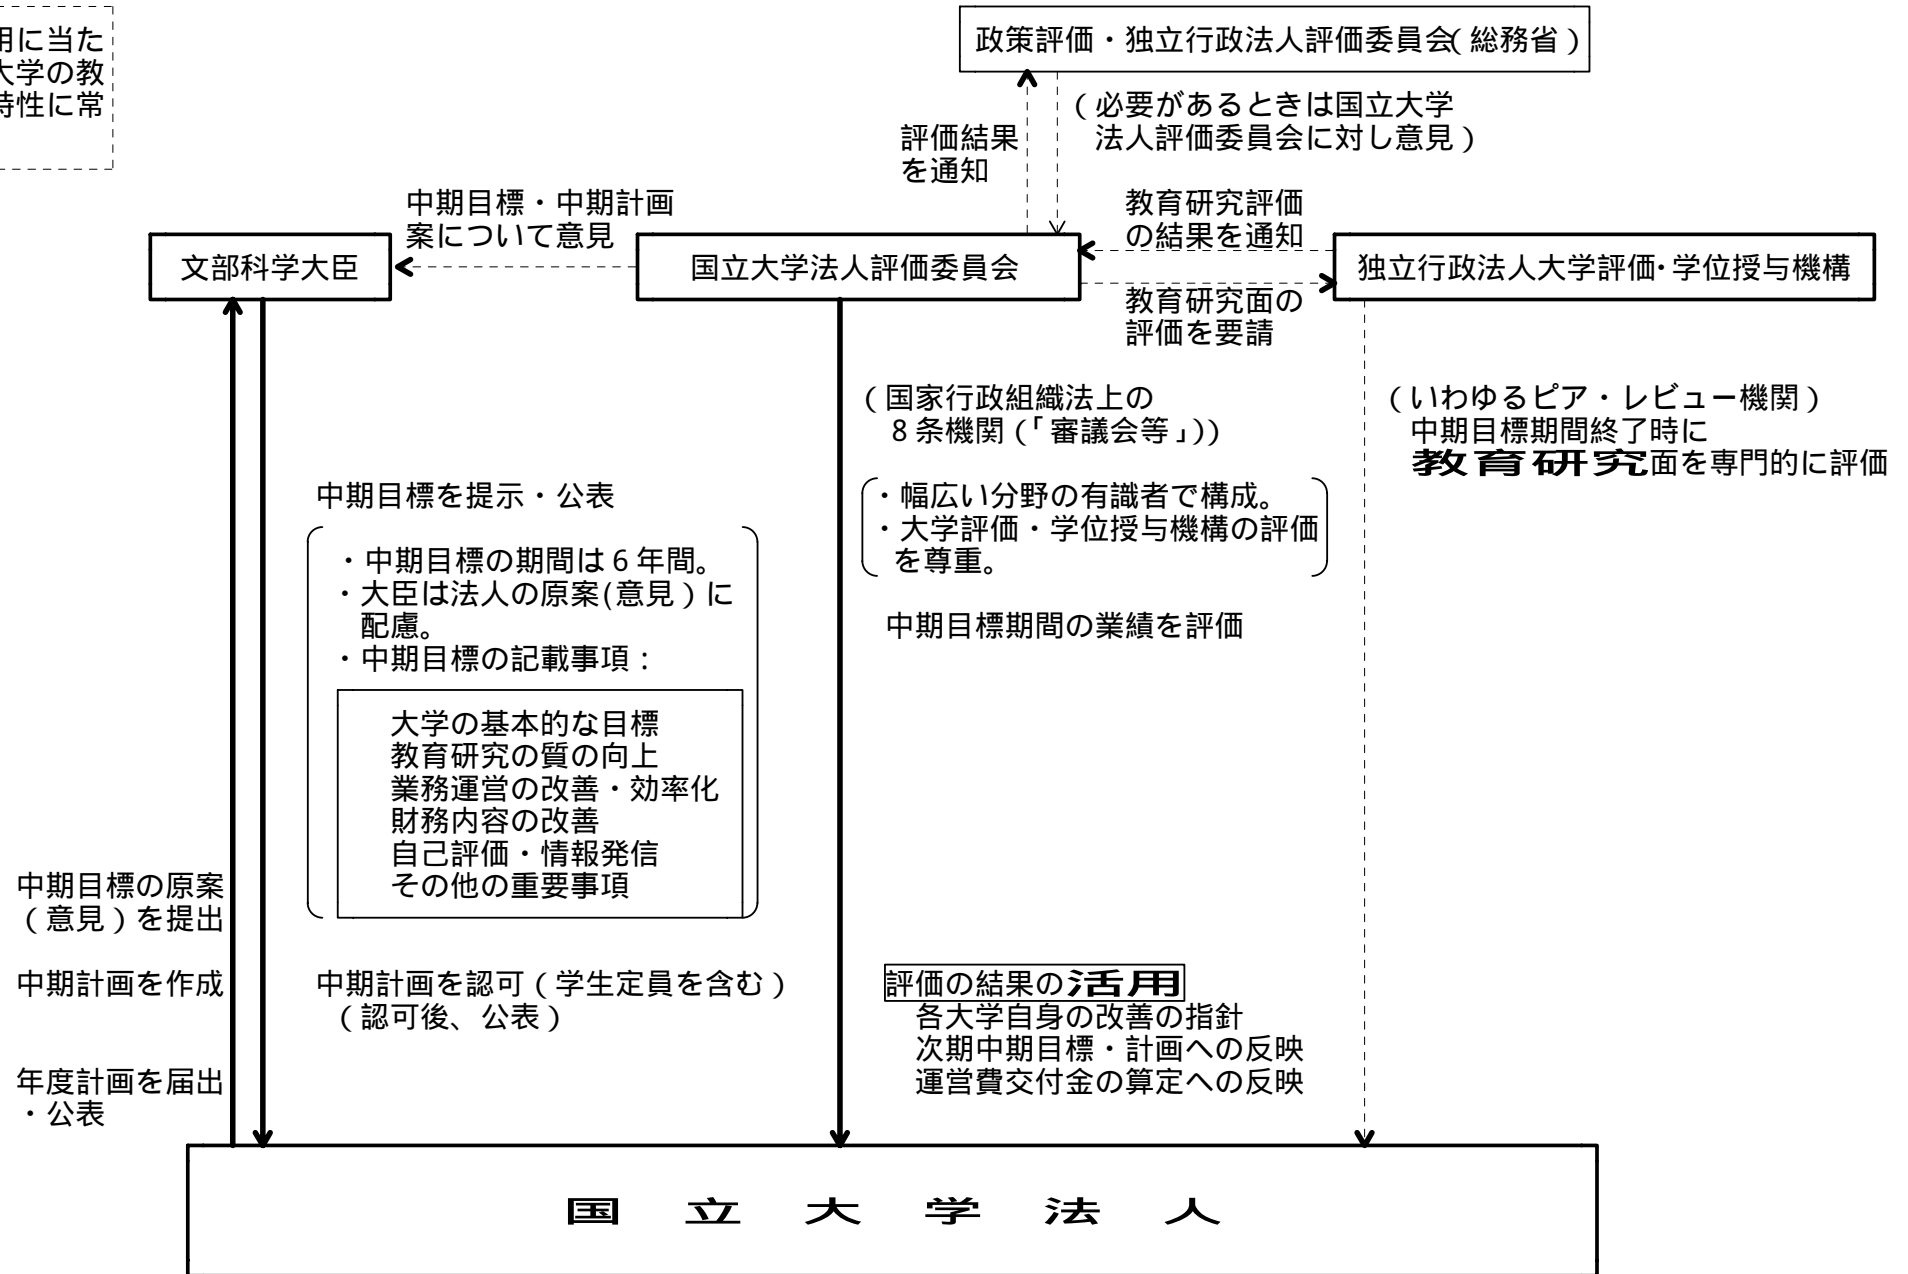 用に当た
大学の教
特性に常
政策評価・独立行政法人評価委員会(総務省)
(必要があるときは国立大学
法人評価委員会に対し意見)
評価結果
を通知
中期目標・中期計画
案について意見
教育研究評価
の結果を通知
文部科学大臣
国立大学法人評価委員会
独立行政法人大学評価・学位授与機構
教育研究面の
評価を要請
(国家行政組織法上の
8条機関(「審議会等」))
(いわゆるピア・レビュー機関)
中期目標期間終了時に
教育研究面を専門的に評価
中期目標を提示・公表
・中期目標の期間は6年間。
・大臣は法人の原案(意見)に
配慮。
・中期目標の記載事項:
大学の基本的な目標
教育研究の質の向上
業務運営の改善・効率化
財務内容の改善
自己評価・情報発信
その他の重要事項
・幅広い分野の有識者で構成。
・大学評価・学位授与機構の評価
を尊重。
中期目標期間の業績を評価
中期目標の原案
(意見)を提出
中期計画を作成
年度計画を届出
・公表
中期計画を認可(学生定員を含む)
(認可後、公表)
評価の結果の活用
各大学自身の改善の指針
次期中期目標・計画への反映
運営費交付金の算定への反映
国立大学法人